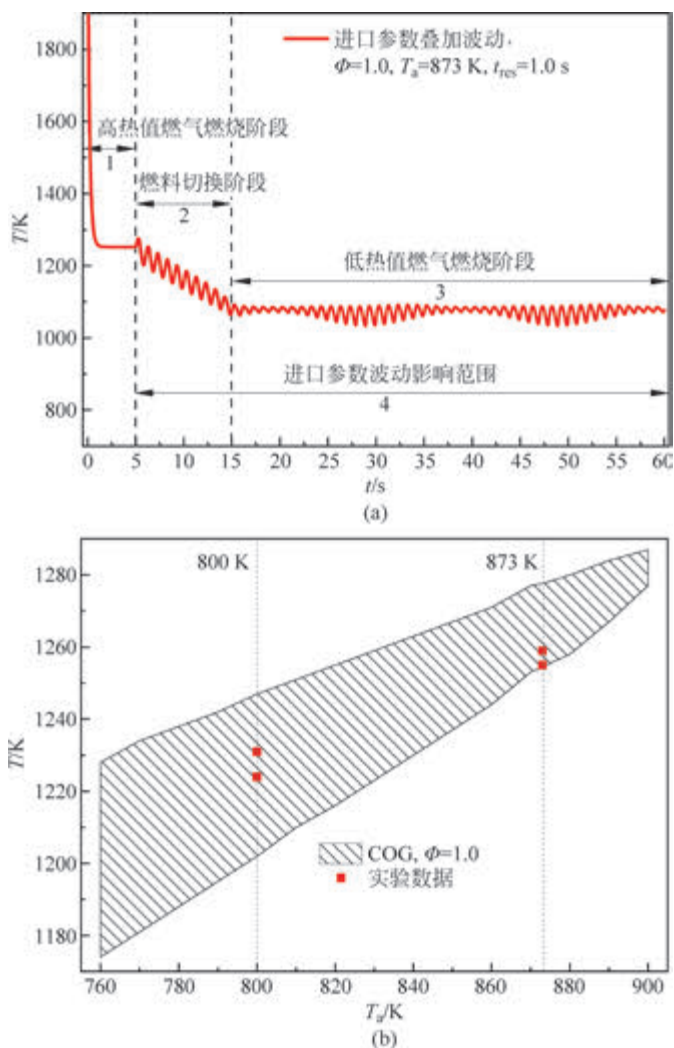 1800
1600
1400
1200
1000
800
T/K
进口参数叠加波动，
Φ=1.0, Ta=873 K, tres=1.0 s
高热值燃气燃烧阶段
1
燃料切换阶段
2
低热值燃气燃烧阶段
3
进口参数波动影响范围
4
0 5 10 15 20 25 30 35 40 45 50 55 60
t/s
(a)
800 K
873 K
1280
1260
1240
1220
1200
1180
T/K
COG, Φ=1.0
实验数据
760 780 800 820 840 860 880 900
Ta/K
(b)